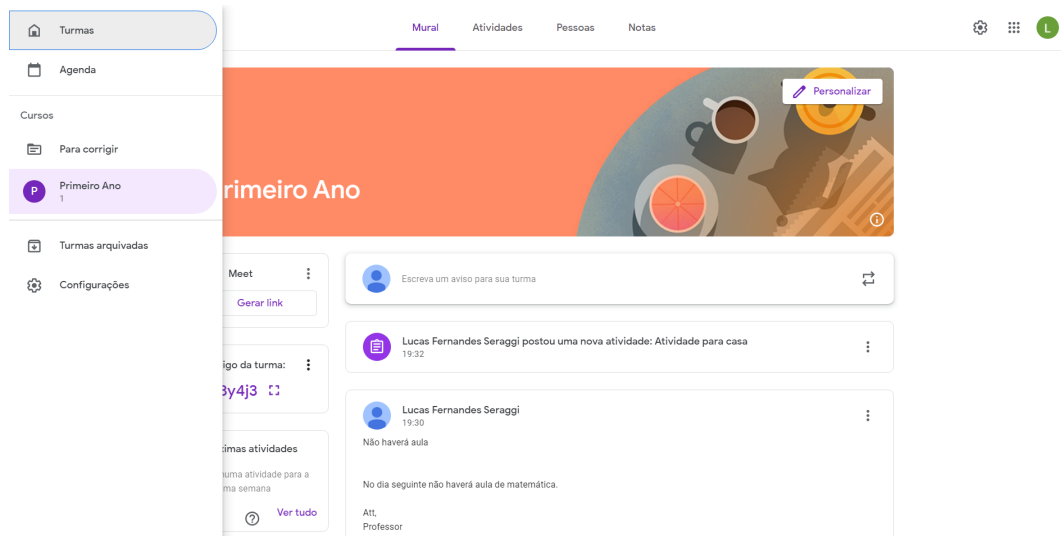 Turmas
Agenda
Cursos
Para corrigir
P
Primeiro Ano
1
Turmas arquivadas
Configurações
Mural
Atividades
Pessoas
Notas
L
Personalizar
rimeiro Ano
Meet
Gerar link
igo da turma:
3y4j3
ximas atividades
uma atividade para a
ma semana
Ver tudo
Escreva um aviso para sua turma
Lucas Fernandes Seraggi postou uma nova atividade: Atividade para casa
19:32
Lucas Fernandes Seraggi
19:30
Não haverá aula
No dia seguinte não haverá aula de matemática.
Att,
Professor